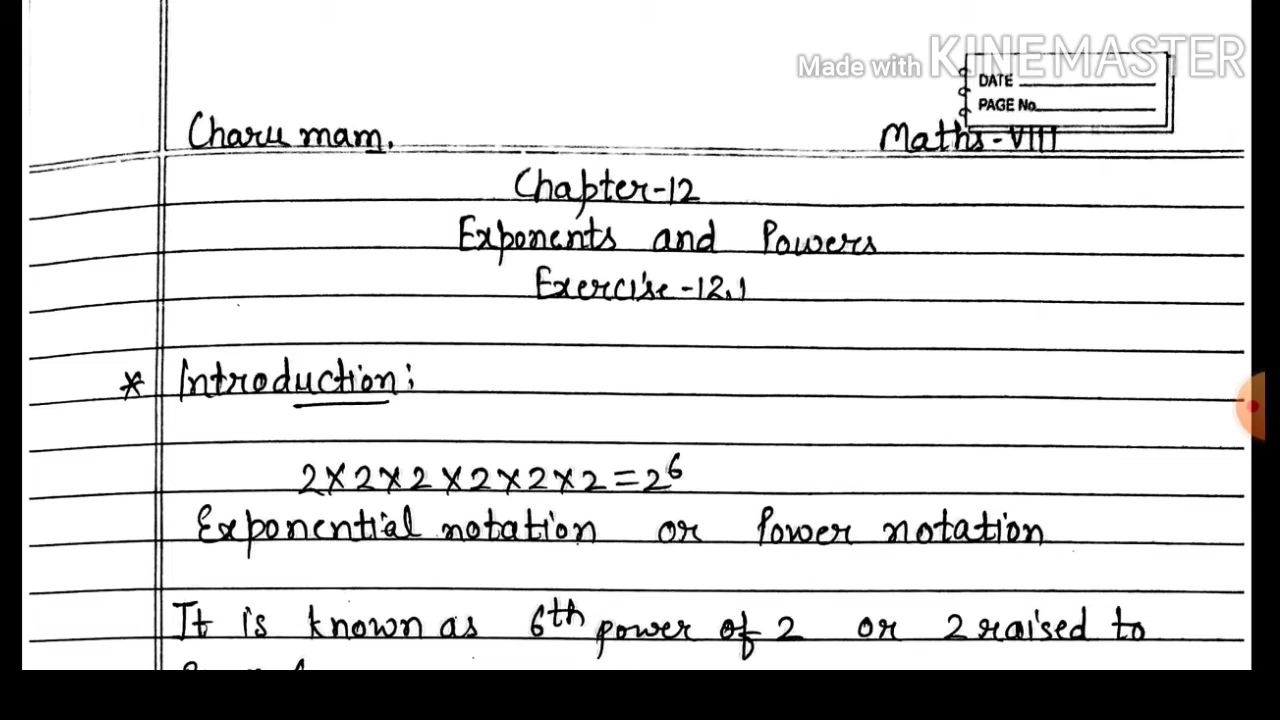 Made with KINEMASTER
DATE
PAGE No.
Charu mam.
Maths-VIII
Chapter-12
Exponents and Powers
Exercise-12.1
* Introduction:
2×2×2×2×2×2=2⁶
Exponential notation or Power notation
It is known as 6th power of 2 or 2 raised to